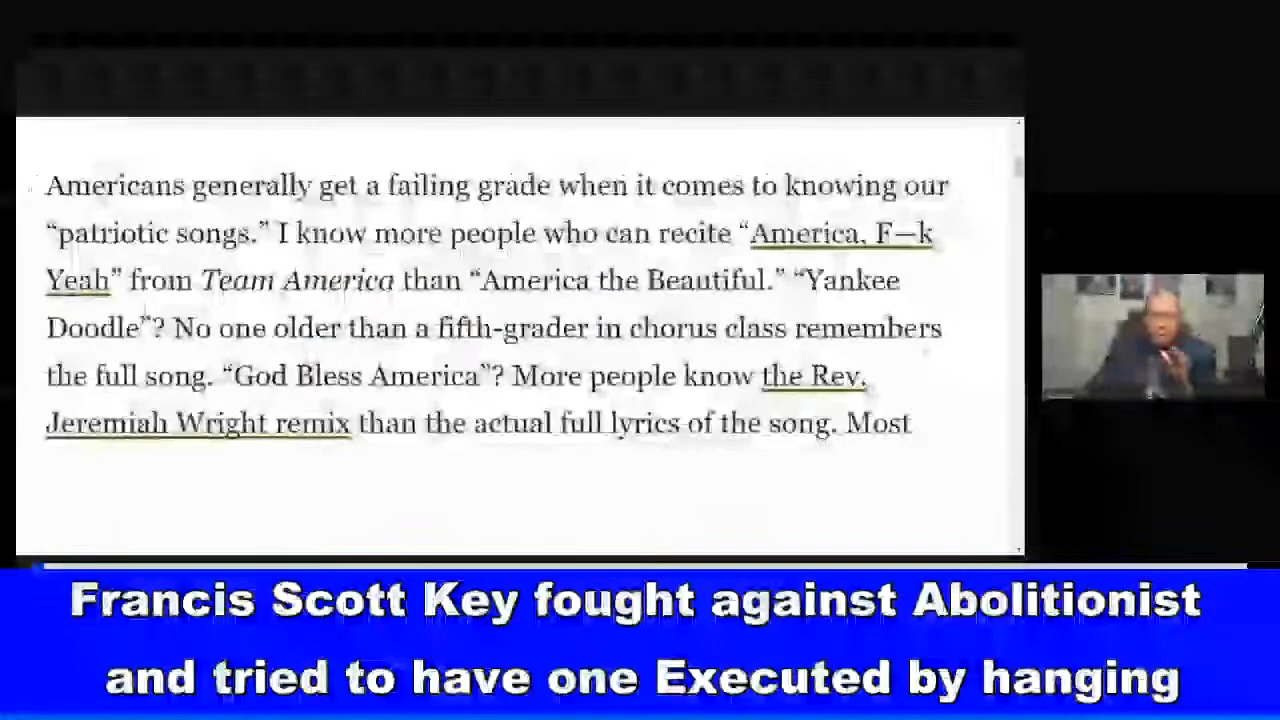 Americans generally get a failing grade when it comes to knowing our
“patriotic songs.” I know more people who can recite “America, F—k
Yeah” from Team America than “America the Beautiful.” “Yankee
Doodle”? No one older than a fifth-grader in chorus class remembers
the full song. “God Bless America”? More people know the Rev.
Jeremiah Wright remix than the actual full lyrics of the song. Most
Francis Scott Key fought against Abolitionist
and tried to have one Executed by hanging